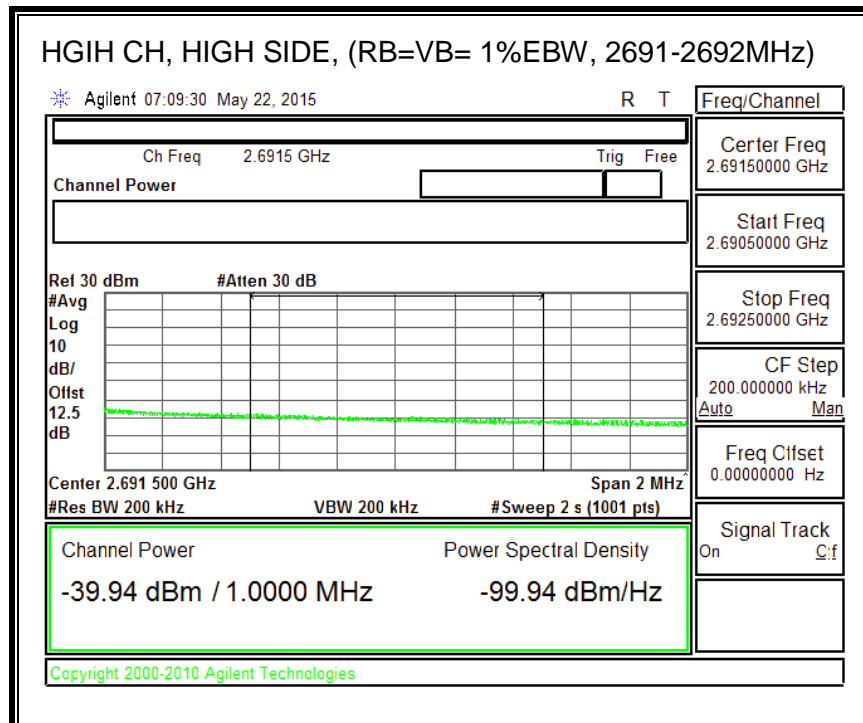 HGIH CH, HIGH SIDE, (RB=VB= 1%EBW, 2691-2692MHz)
Agilent 07:09:30 May 22, 2015 R T
Freq/Channel
Ch Freq 2.6915 GHz Trig Free
Channel Power
Center Freq
2.69150000 GHz
Start Freq
2.69050000 GHz
Stop Freq
2.69250000 GHz
CF Step
200.000000 kHz
Auto Man
Freq Offset
0.00000000 Hz
Signal Track
On Off
Ref 30 dBm #Atten 30 dB
#Avg
Log
10
dB/
Offst
12.5
dB
Center 2.691 500 GHz Span 2 MHz
#Res BW 200 kHz VBW 200 kHz #Sweep 2 s (1001 pts)
Channel Power Power Spectral Density
-39.94 dBm / 1.0000 MHz -99.94 dBm/Hz
Copyright 2000-2010 Agilent Technologies